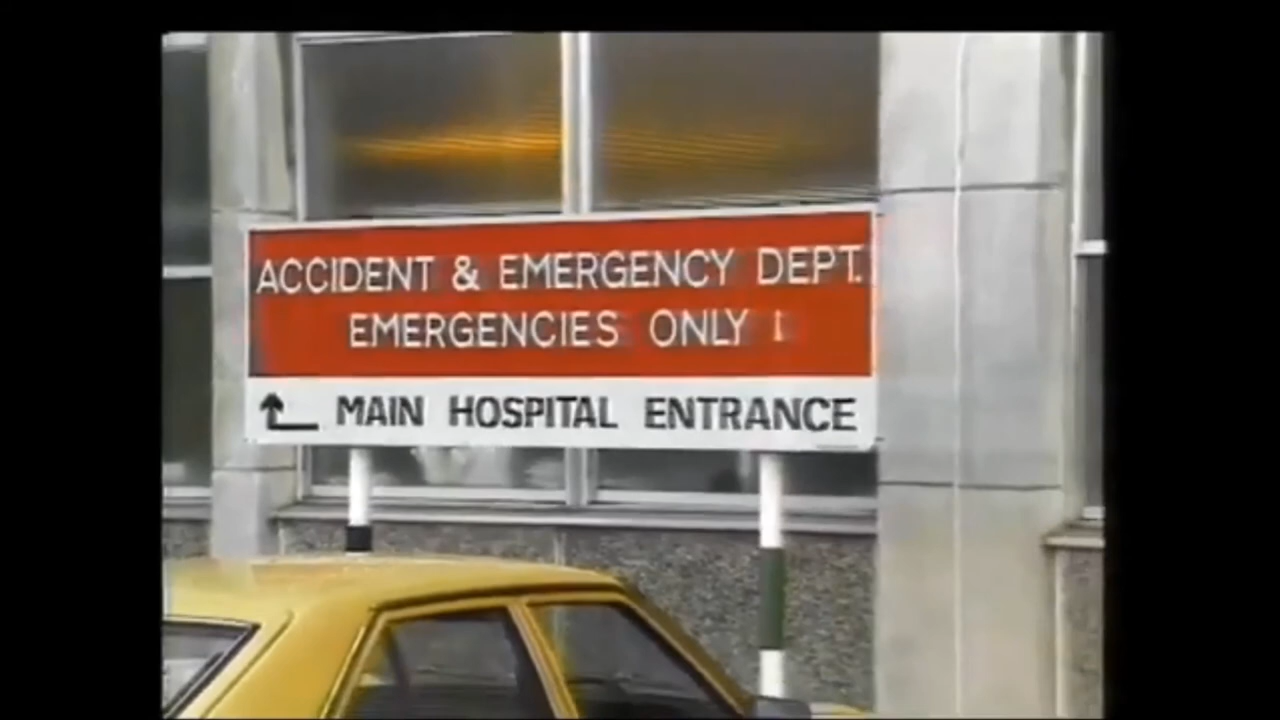 ACCIDENT & EMERGENCY DEPT.
EMERGENCIES ONLY
MAIN HOSPITAL ENTRANCE